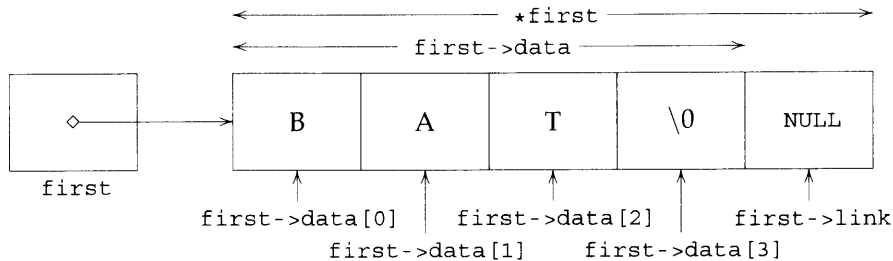 *first
first->data
B A T \0 NULL
first
first->data[0] first->data[2] first->link
first->data[1] first->data[3]